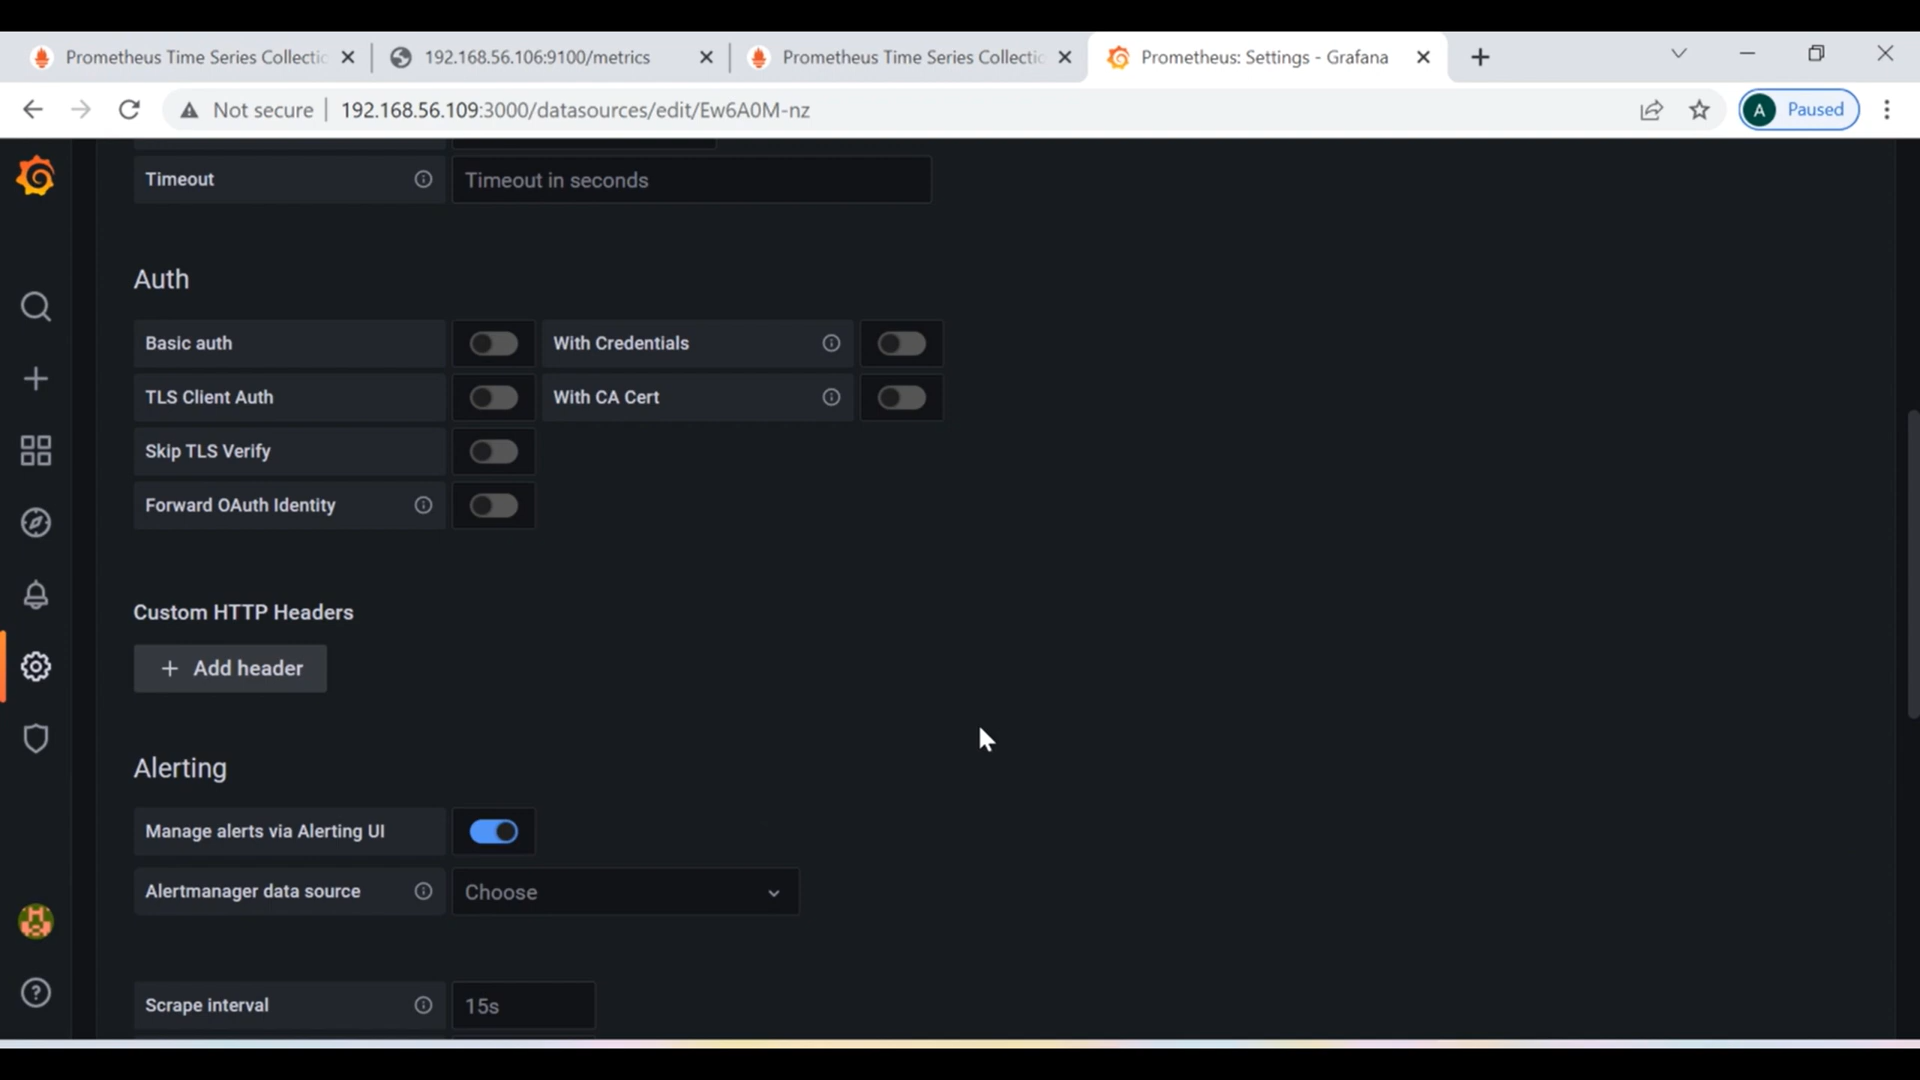 Prometheus Time Series Collectic
192.168.56.106:9100/metrics
Prometheus Time Series Collectic
Prometheus: Settings - Grafana
Not secure
192.168.56.109:3000/datasources/edit/Ew6A0M-nz
A
Paused
Timeout
Timeout in seconds
Auth
Basic auth
With Credentials
TLS Client Auth
With CA Cert
Skip TLS Verify
Forward OAuth Identity
Custom HTTP Headers
+ Add header
Alerting
Manage alerts via Alerting UI
Alertmanager data source
Choose
Scrape interval
15s